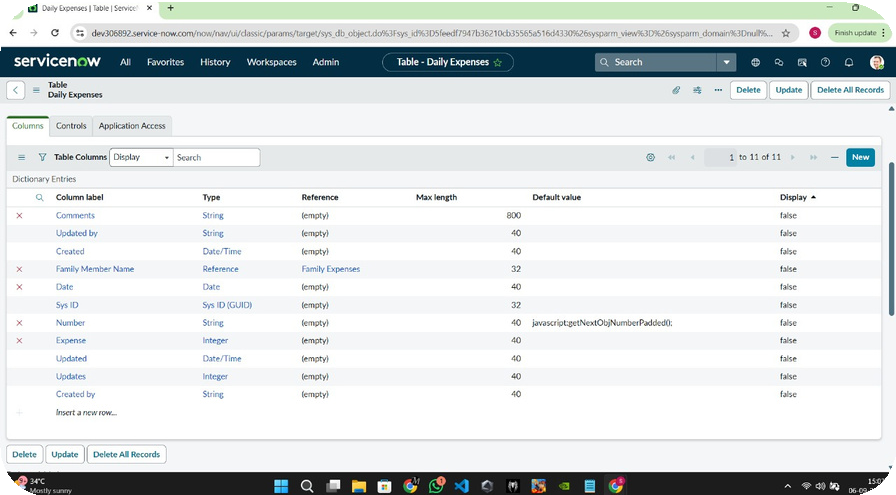 Daily Expenses | Table | Service
dev306892.service-now.com/now/nav/ui/classic/params/target/sys_db_object.do%3Fsys_id%3D5feedf7947b36210cb35565a516d4330%26sysparm_view%3D%26sysparm_domain%3Dnull%...
S
Finish update
servicenow All Favorites History Workspaces Admin Table - Daily Expenses Search
Table
Daily Expenses
Delete Update Delete All Records
Columns Controls Application Access
Table Columns Display Search 1 to 11 of 11 New
Dictionary Entries
Column label Type Reference Max length Default value Display
Comments String (empty) 800 false
Updated by String (empty) 40 false
Created Date/Time (empty) 40 false
Family Member Name Reference Family Expenses 32 false
Date Date (empty) 40 false
Sys ID Sys ID (GUID) (empty) 32 false
Number String (empty) 40 javascript:getNextObjNumberPadded(); false
Expense Integer (empty) 40 false
Updated Date/Time (empty) 40 false
Updates Integer (empty) 40 false
Created by String (empty) 40 false
Insert a new row...
Delete Update Delete All Records
34°C
Mostly sunny
06-09